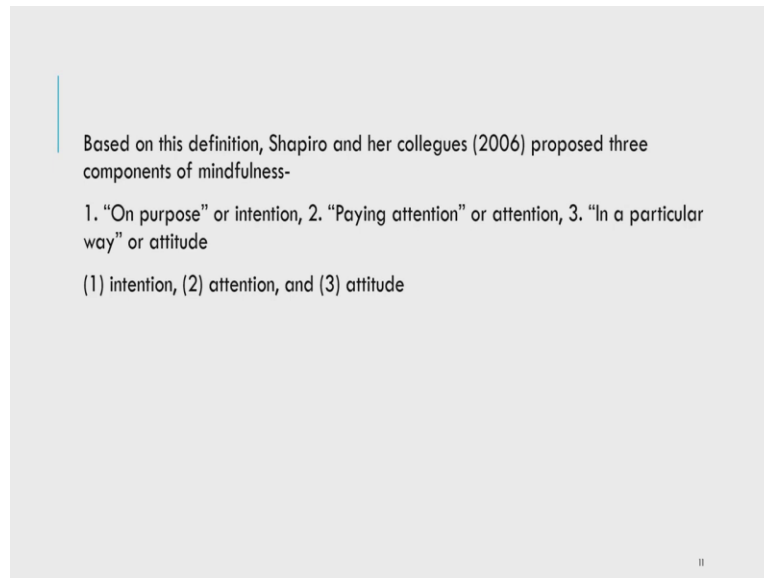 Based on this definition, Shapiro and her collegues (2006) proposed three
components of mindfulness-
1. “On purpose” or intention, 2. “Paying attention” or attention, 3. “In a particular
way” or attitude
(1) intention, (2) attention, and (3) attitude
11